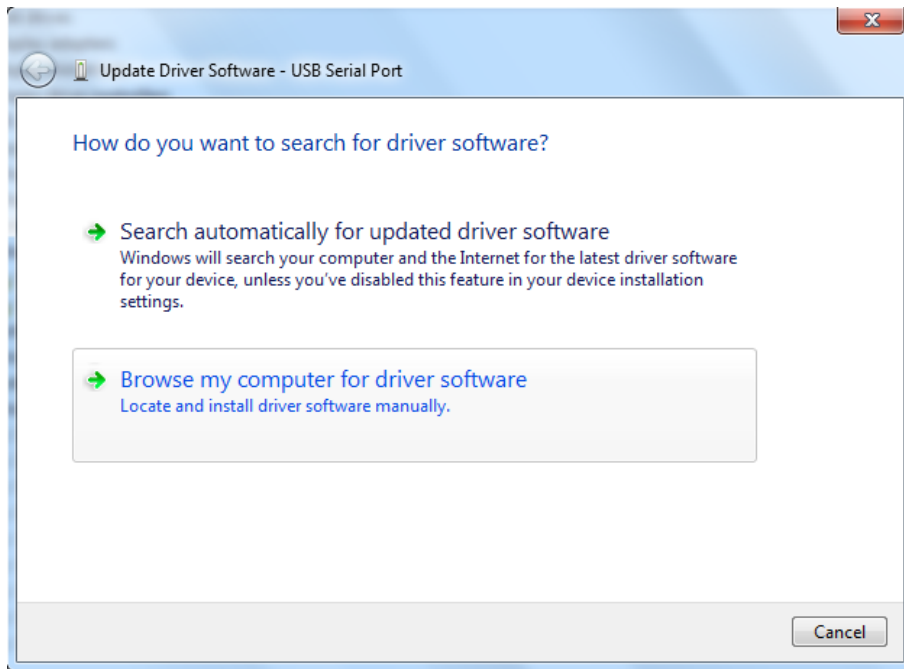 Update Driver Software - USB Serial Port
How do you want to search for driver software?
Search automatically for updated driver software
Windows will search your computer and the Internet for the latest driver software
for your device, unless you've disabled this feature in your device installation
settings.
Browse my computer for driver software
Locate and install driver software manually.
Cancel